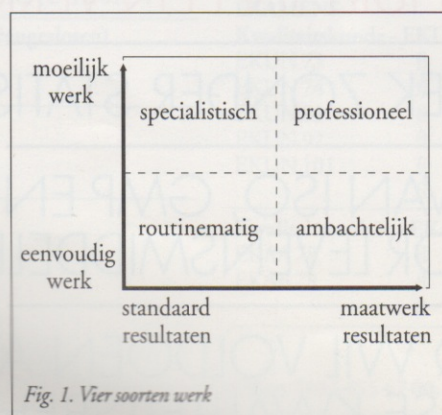 moeilijk
werk
specialistisch professioneel
routinematig ambachtelijk
eenvoudig
werk
standaard maatwerk
resultaten resultaten
Fig. 1. Vier soorten werk